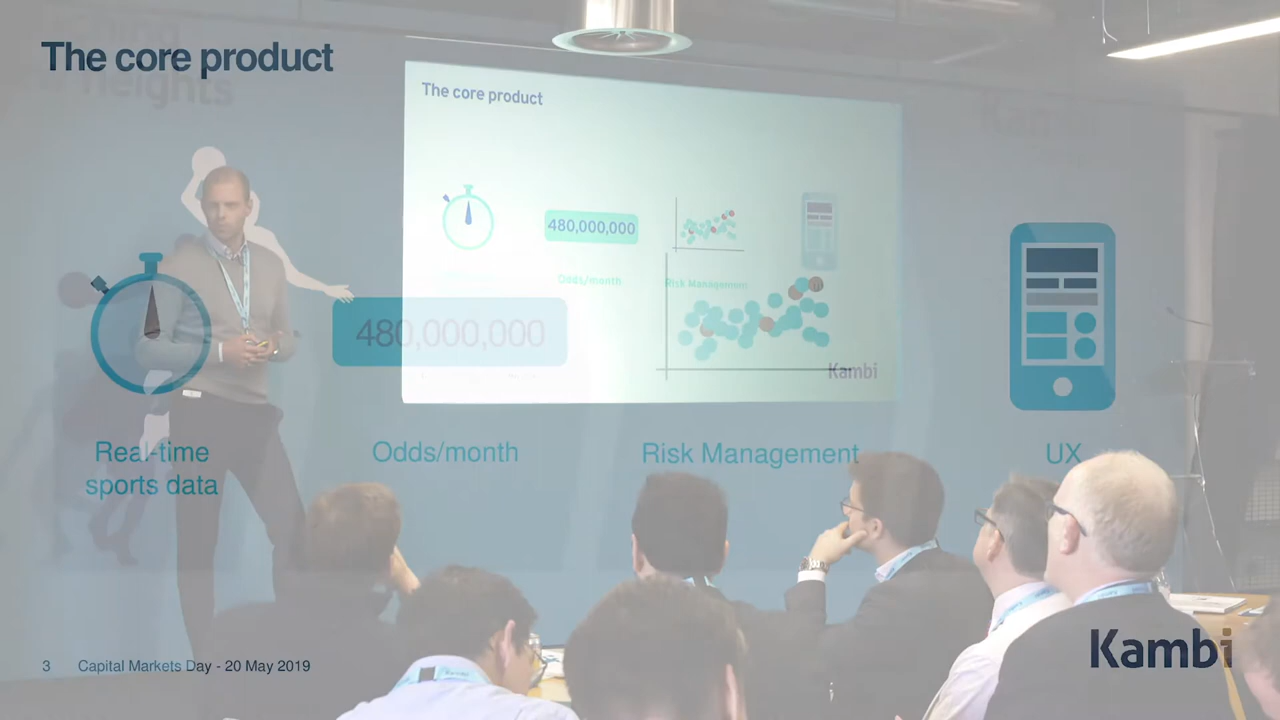 The core product
heights
The core product
480,000,000
Odds/month
Risk Management
Kambi
480,000,000
Real-time
sports data
Odds/month
Risk Management
UX
3 Capital Markets Day - 20 May 2019
Kambi